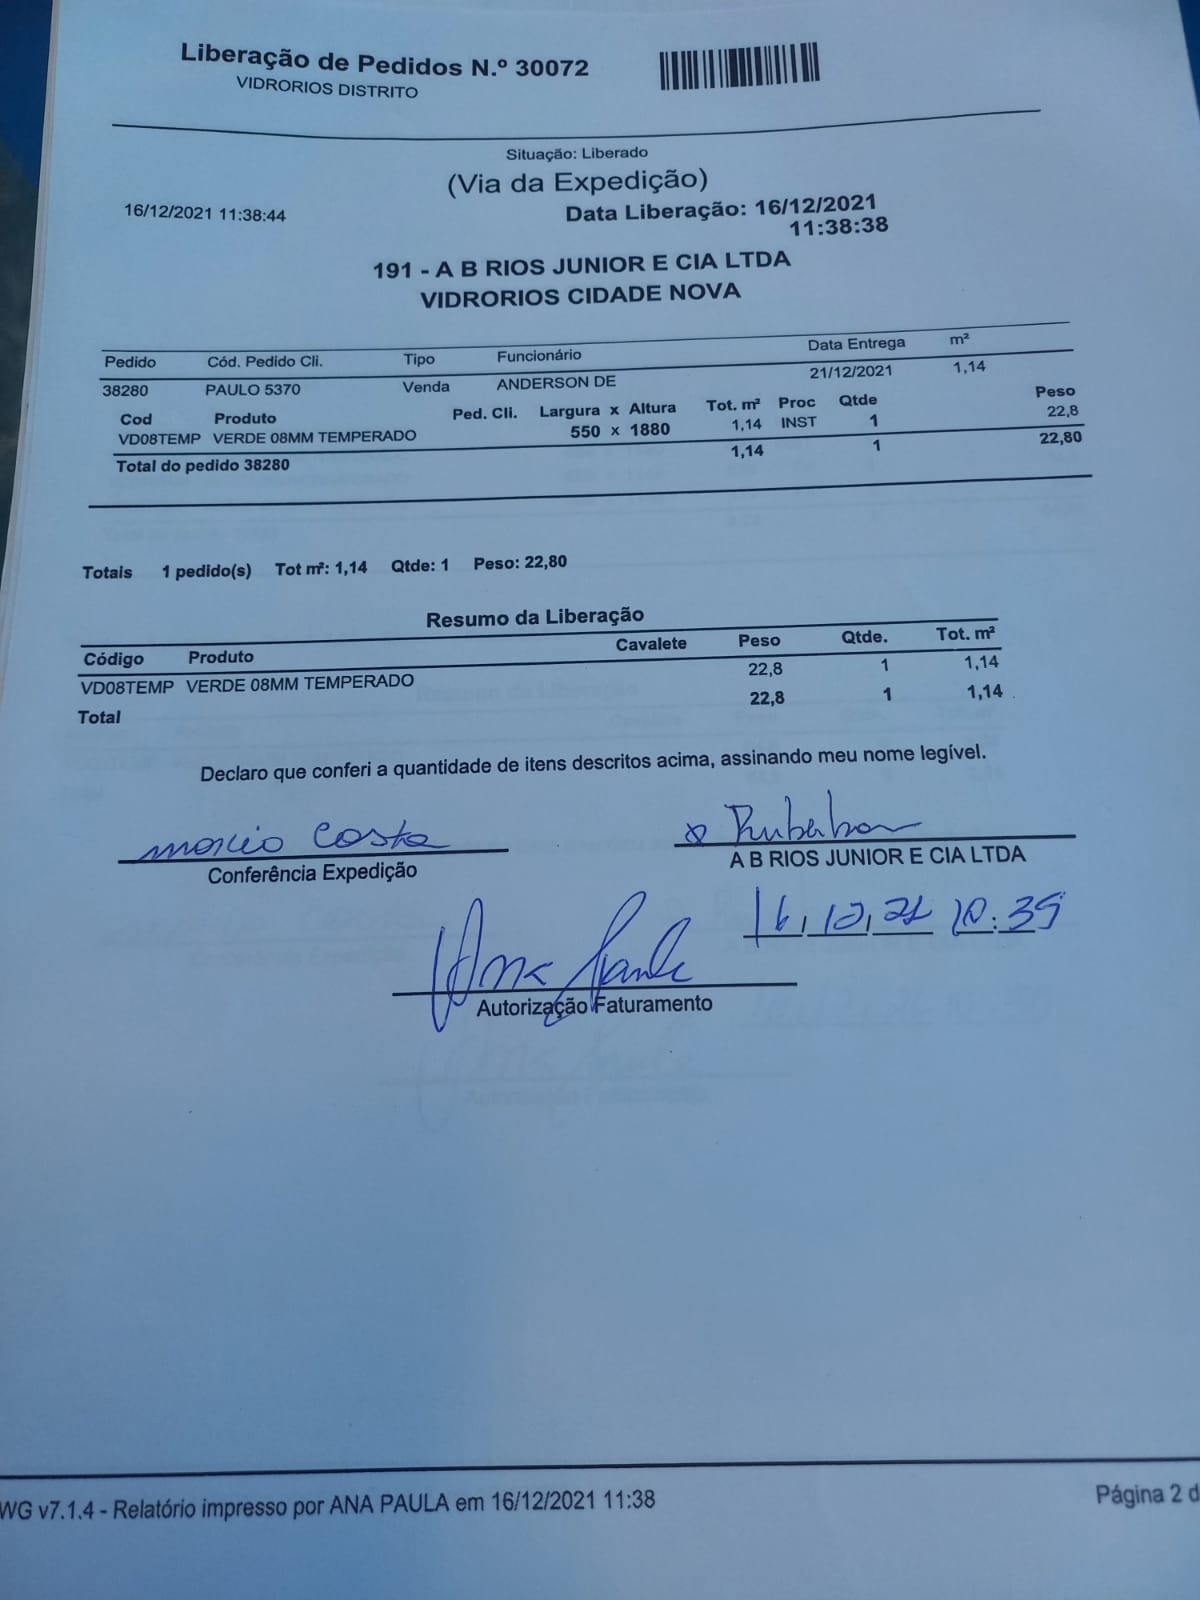 Liberação de Pedidos N.º 30072
VIDRORIOS DISTRITO
Situação: Liberado
(Via da Expedição)
16/12/2021 11:38:44
Data Liberação: 16/12/2021
11:38:38
191 - A B RIOS JUNIOR E CIA LTDA
VIDRORIOS CIDADE NOVA
Pedido Cód. Pedido Cli. Tipo Funcionário Data Entrega m²
38280 PAULO 5370 Venda ANDERSON DE 21/12/2021 1,14
Cod Produto Ped. Cli. Largura x Altura Tot. m² Proc Qtde Peso
VD08TEMP VERDE 08MM TEMPERADO 550 x 1880 1,14 INST 1 22,8
Total do pedido 38280 1,14 1 22,80
Totais 1 pedido(s) Tot m²: 1,14 Qtde: 1 Peso: 22,80
Resumo da Liberação
Código Produto Cavalete Peso Qtde. Tot. m²
VD08TEMP VERDE 08MM TEMPERADO 22,8 1 1,14
Total 22,8 1 1,14
Declaro que conferi a quantidade de itens descritos acima, assinando meu nome legível.
marcio Costa
Conferência Expedição
A B RIOS JUNIOR E CIA LTDA
16,12,21 10:39
Ana Paula
Autorização Faturamento
WG v7.1.4 - Relatório impresso por ANA PAULA em 16/12/2021 11:38
Página 2 d